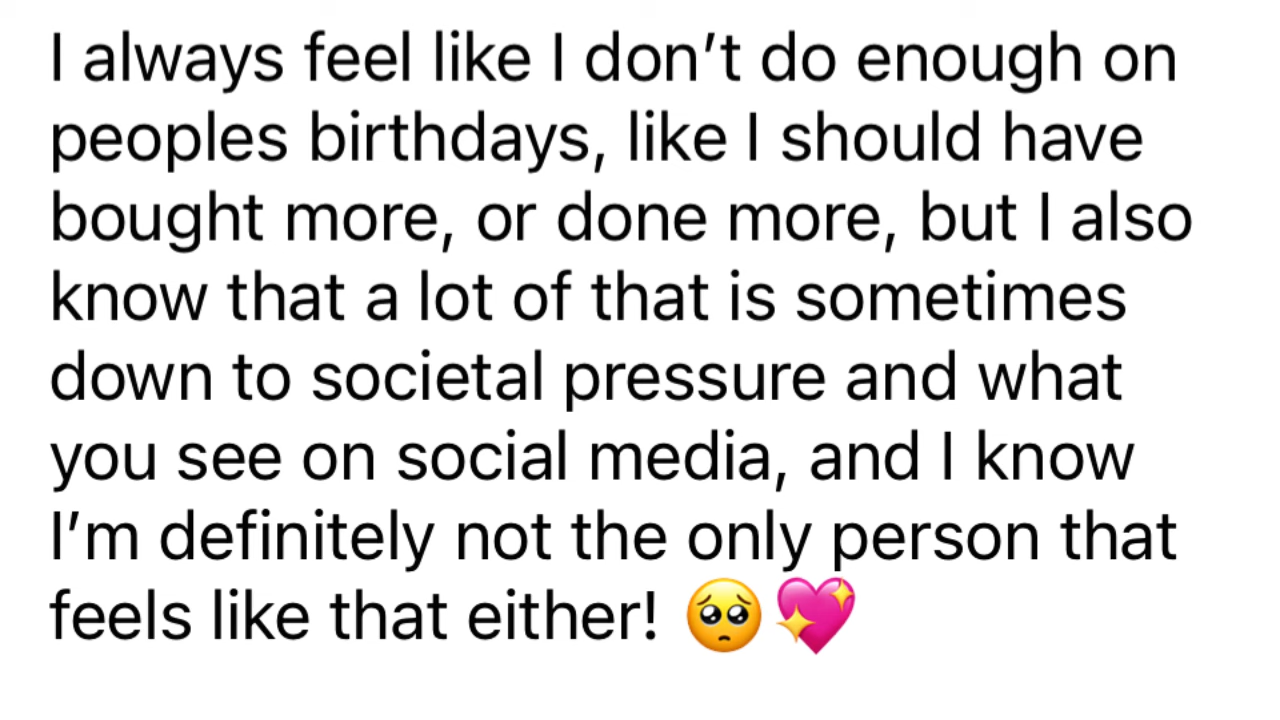 I always feel like I don’t do enough on
peoples birthdays, like I should have
bought more, or done more, but I also
know that a lot of that is sometimes
down to societal pressure and what
you see on social media, and I know
I’m definitely not the only person that
feels like that either! 🥺💖